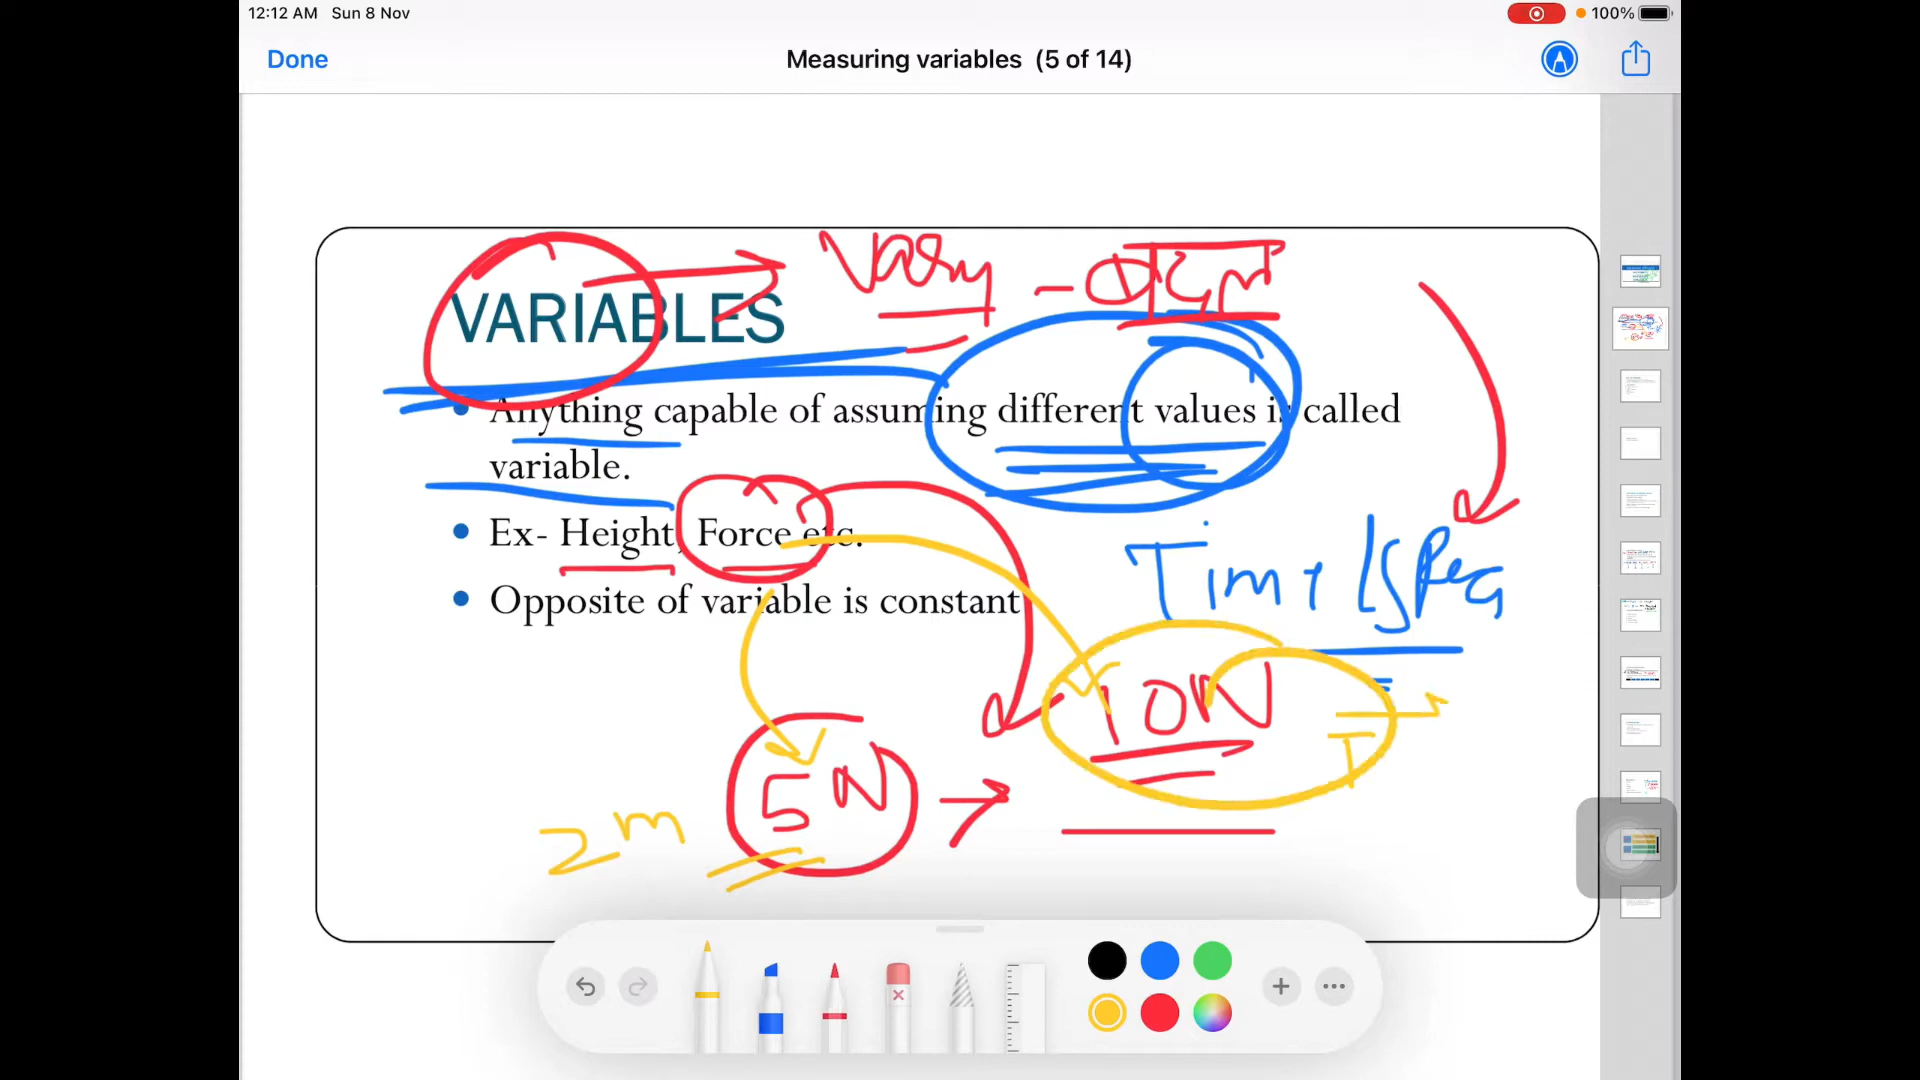 12:12 AM Sun 8 Nov
100%
Done
Measuring variables (5 of 14)
Vary -
VARIABLES
Anything capable of assuming different values is called
variable.
Ex- Height, Force etc.
Opposite of variable is constant
10N
5N
2m